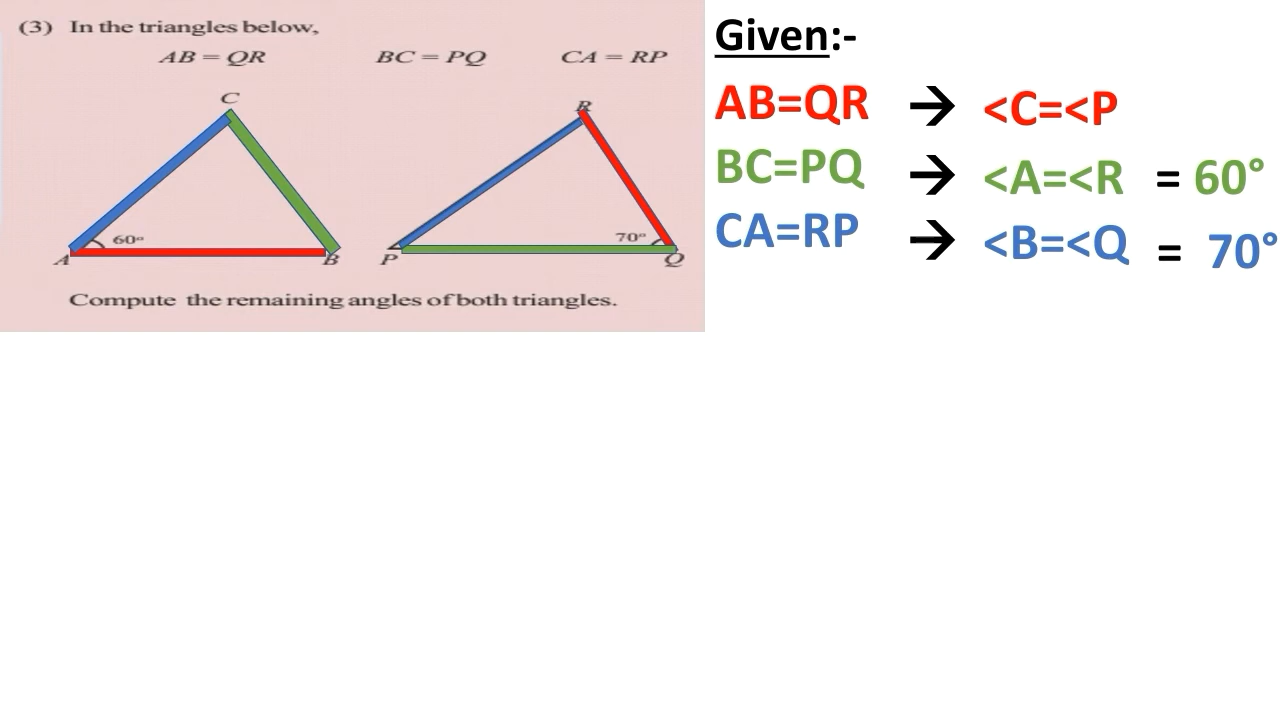 (3) In the triangles below,
AB = QR BC = PQ CA = RP
C
R
60°
70°
A
B
P
Q
Compute the remaining angles of both triangles.
Given:-
AB=QR → <C=<P
BC=PQ → <A=<R = 60°
CA=RP → <B=<Q = 70°